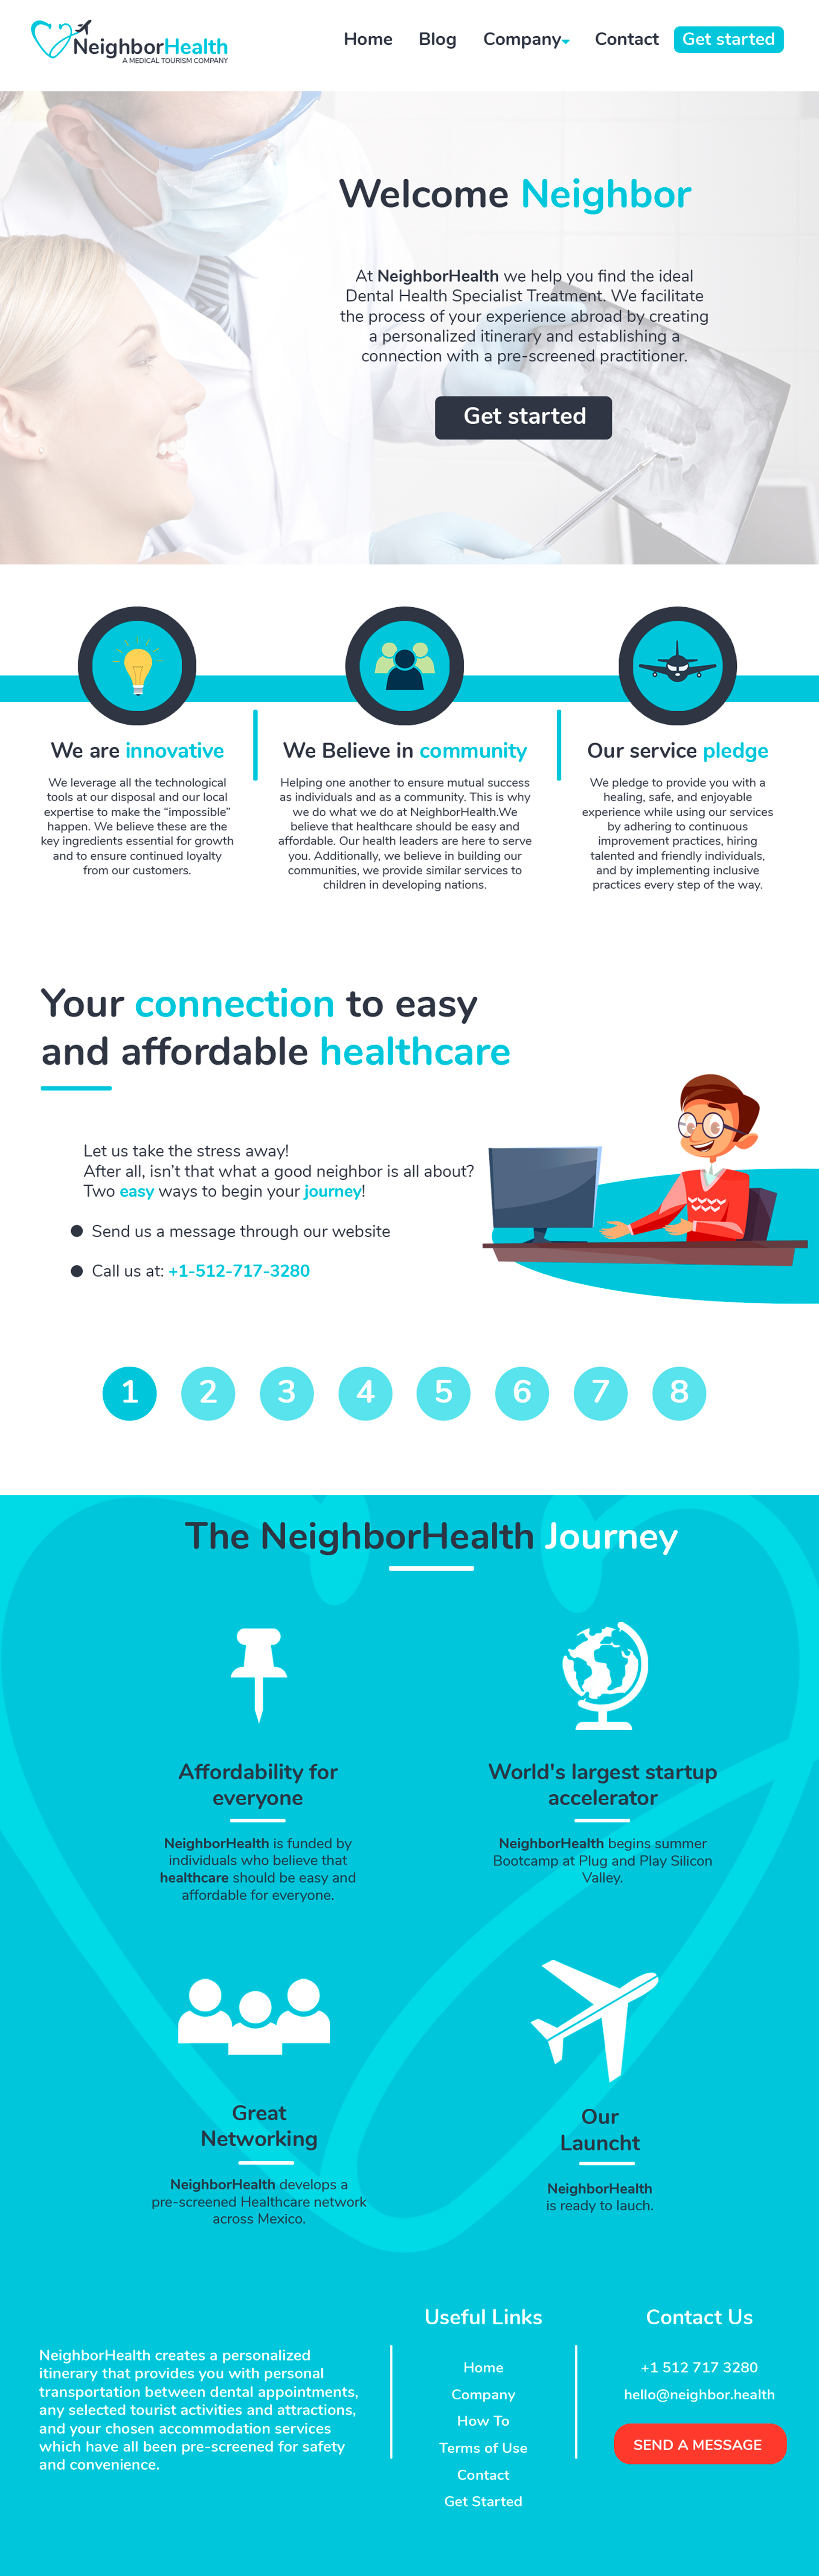 NeighborHealth
A MEDICAL TOURISM COMPANY
Home
Blog
Company
Contact
Get started
Welcome Neighbor
At NeighborHealth we help you find the ideal
Dental Health Specialist Treatment. We facilitate
the process of your experience abroad by creating
a personalized itinerary and establishing a
connection with a pre-screened practitioner.
Get started
We are innovative
We leverage all the technological
tools at our disposal and our local
expertise to make the “impossible”
happen. We believe these are the
key ingredients essential for growth
and to ensure continued loyalty
from our customers.
We Believe in community
Helping one another to ensure mutual success
as individuals and as a community. This is why
we do what we do at NeighborHealth.We
believe that healthcare should be easy and
affordable. Our health leaders are here to serve
you. Additionally, we believe in building our
communities, we provide similar services to
children in developing nations.
Our service pledge
We pledge to provide you with a
healing, safe, and enjoyable
experience while using our services
by adhering to continuous
improvement practices, hiring
talented and friendly individuals,
and by implementing inclusive
practices every step of the way.
Your connection to easy
and affordable healthcare
Let us take the stress away!
After all, isn’t that what a good neighbor is all about?
Two easy ways to begin your journey!
● Send us a message through our website
● Call us at: +1-512-717-3280
1 2 3 4 5 6 7 8
The NeighborHealth Journey
Affordability for
everyone
NeighborHealth is funded by
individuals who believe that
healthcare should be easy and
affordable for everyone.
World's largest startup
accelerator
NeighborHealth begins summer
Bootcamp at Plug and Play Silicon
Valley.
Great
Networking
NeighborHealth develops a
pre-screened Healthcare network
across Mexico.
Our
Launcht
NeighborHealth
is ready to lauch.
NeighborHealth creates a personalized
itinerary that provides you with personal
transportation between dental appointments,
any selected tourist activities and attractions,
and your chosen accommodation services
which have all been pre-screened for safety
and convenience.
Useful Links
Home
Company
How To
Terms of Use
Contact
Get Started
Contact Us
+1 512 717 3280
hello@neighbor.health
SEND A MESSAGE